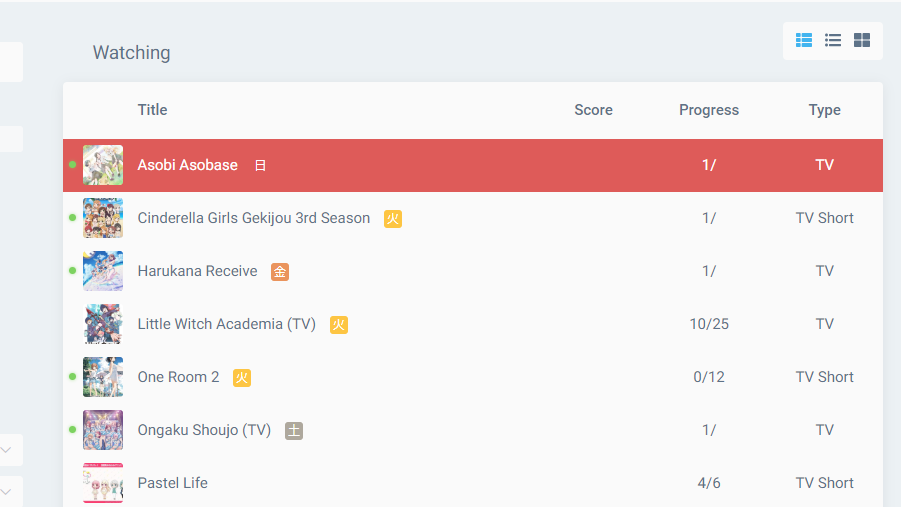 Watching
Title Score Progress Type
Asobi Asobase 日 1/ TV
Cinderella Girls Gekijou 3rd Season 火 1/ TV Short
Harukana Receive 金 1/ TV
Little Witch Academia (TV) 火 10/25 TV
One Room 2 火 0/12 TV Short
Ongaku Shoujo (TV) 土 1/ TV
Pastel Life 4/6 TV Short